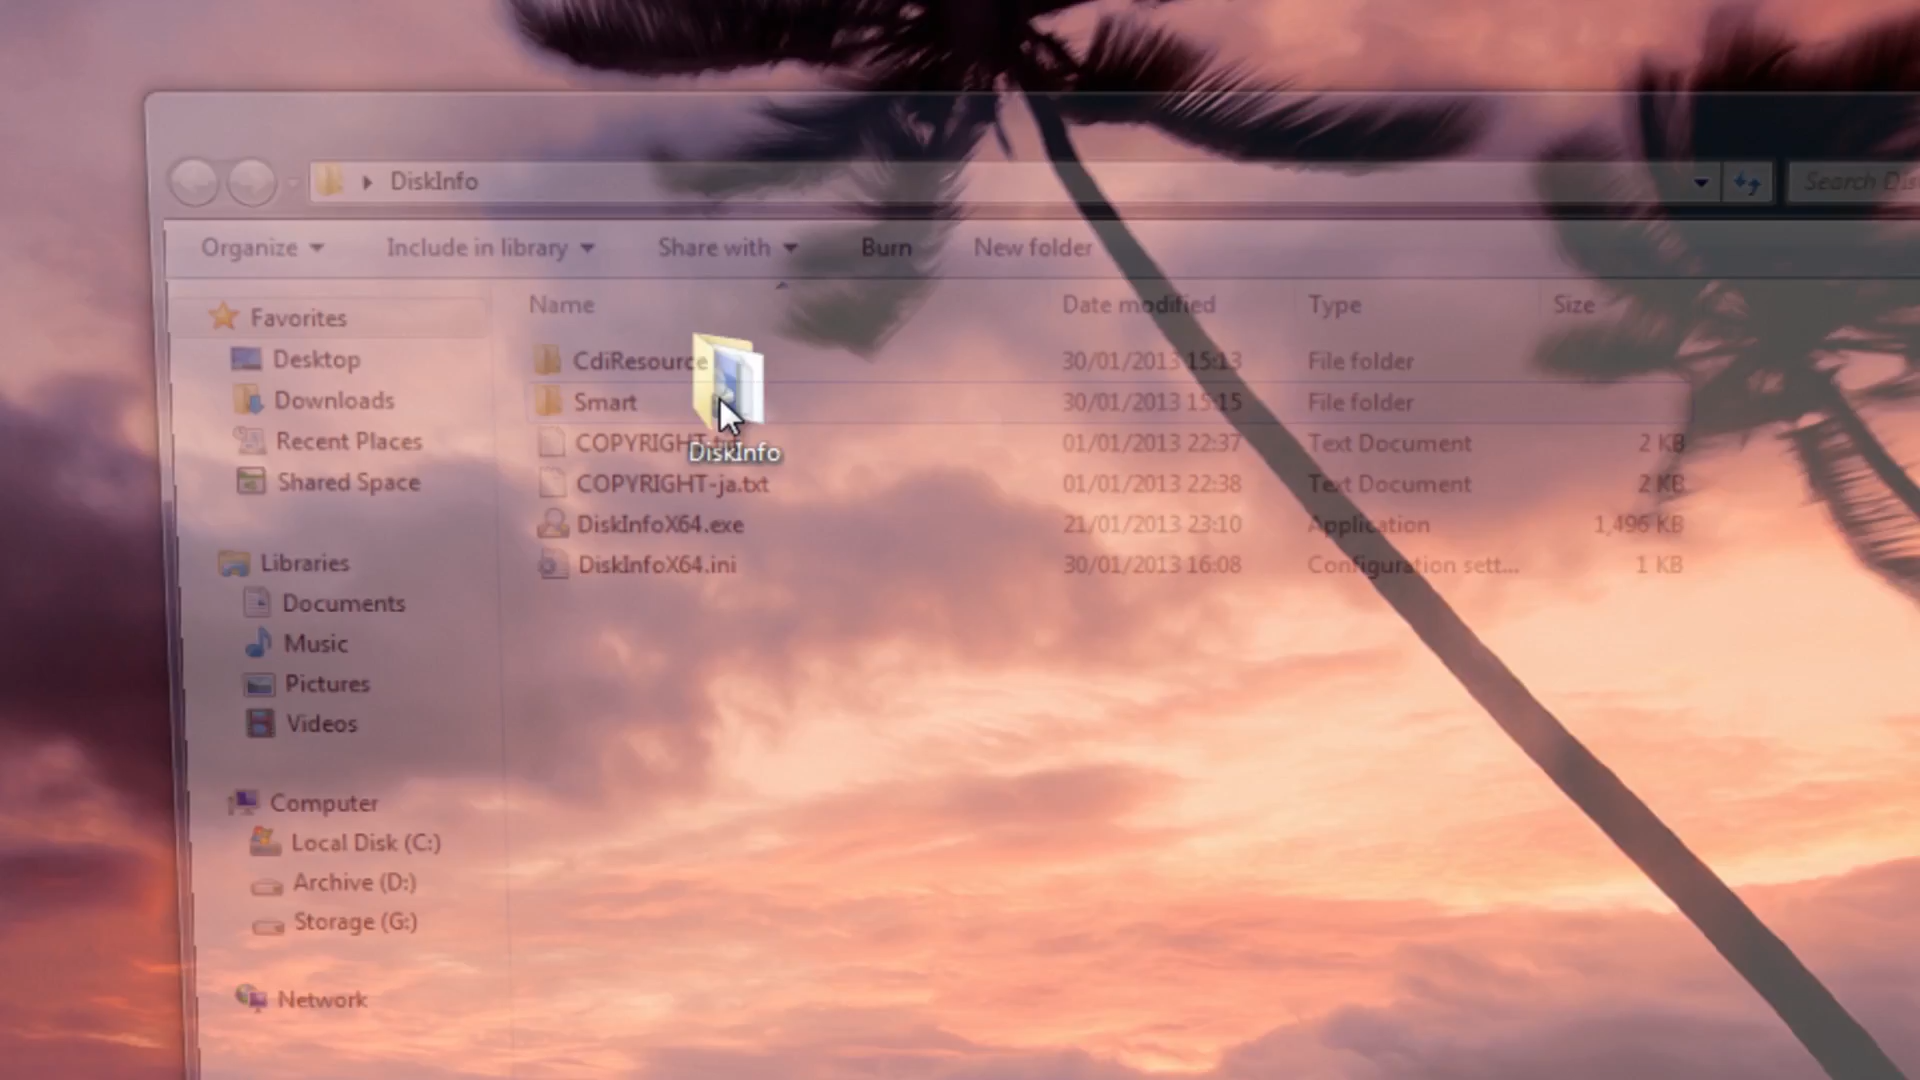 DiskInfo
Search Dis
Organize Include in library Share with Burn New folder
Name Date modified Type Size
Favorites
Desktop
Downloads
Recent Places
Shared Space
Libraries
Documents
Music
Pictures
Videos
Computer
Local Disk (C:)
Archive (D:)
Storage (G:)
Network
CdiResource 30/01/2013 15:13 File folder
Smart 30/01/2013 15:15 File folder
COPYRIGHT.txt 01/01/2013 22:37 Text Document 2 KB
COPYRIGHT-ja.txt 01/01/2013 22:38 Text Document 2 KB
DiskInfoX64.exe 21/01/2013 23:10 Application 1,496 KB
DiskInfoX64.ini 30/01/2013 16:08 Configuration sett... 1 KB
DiskInfo